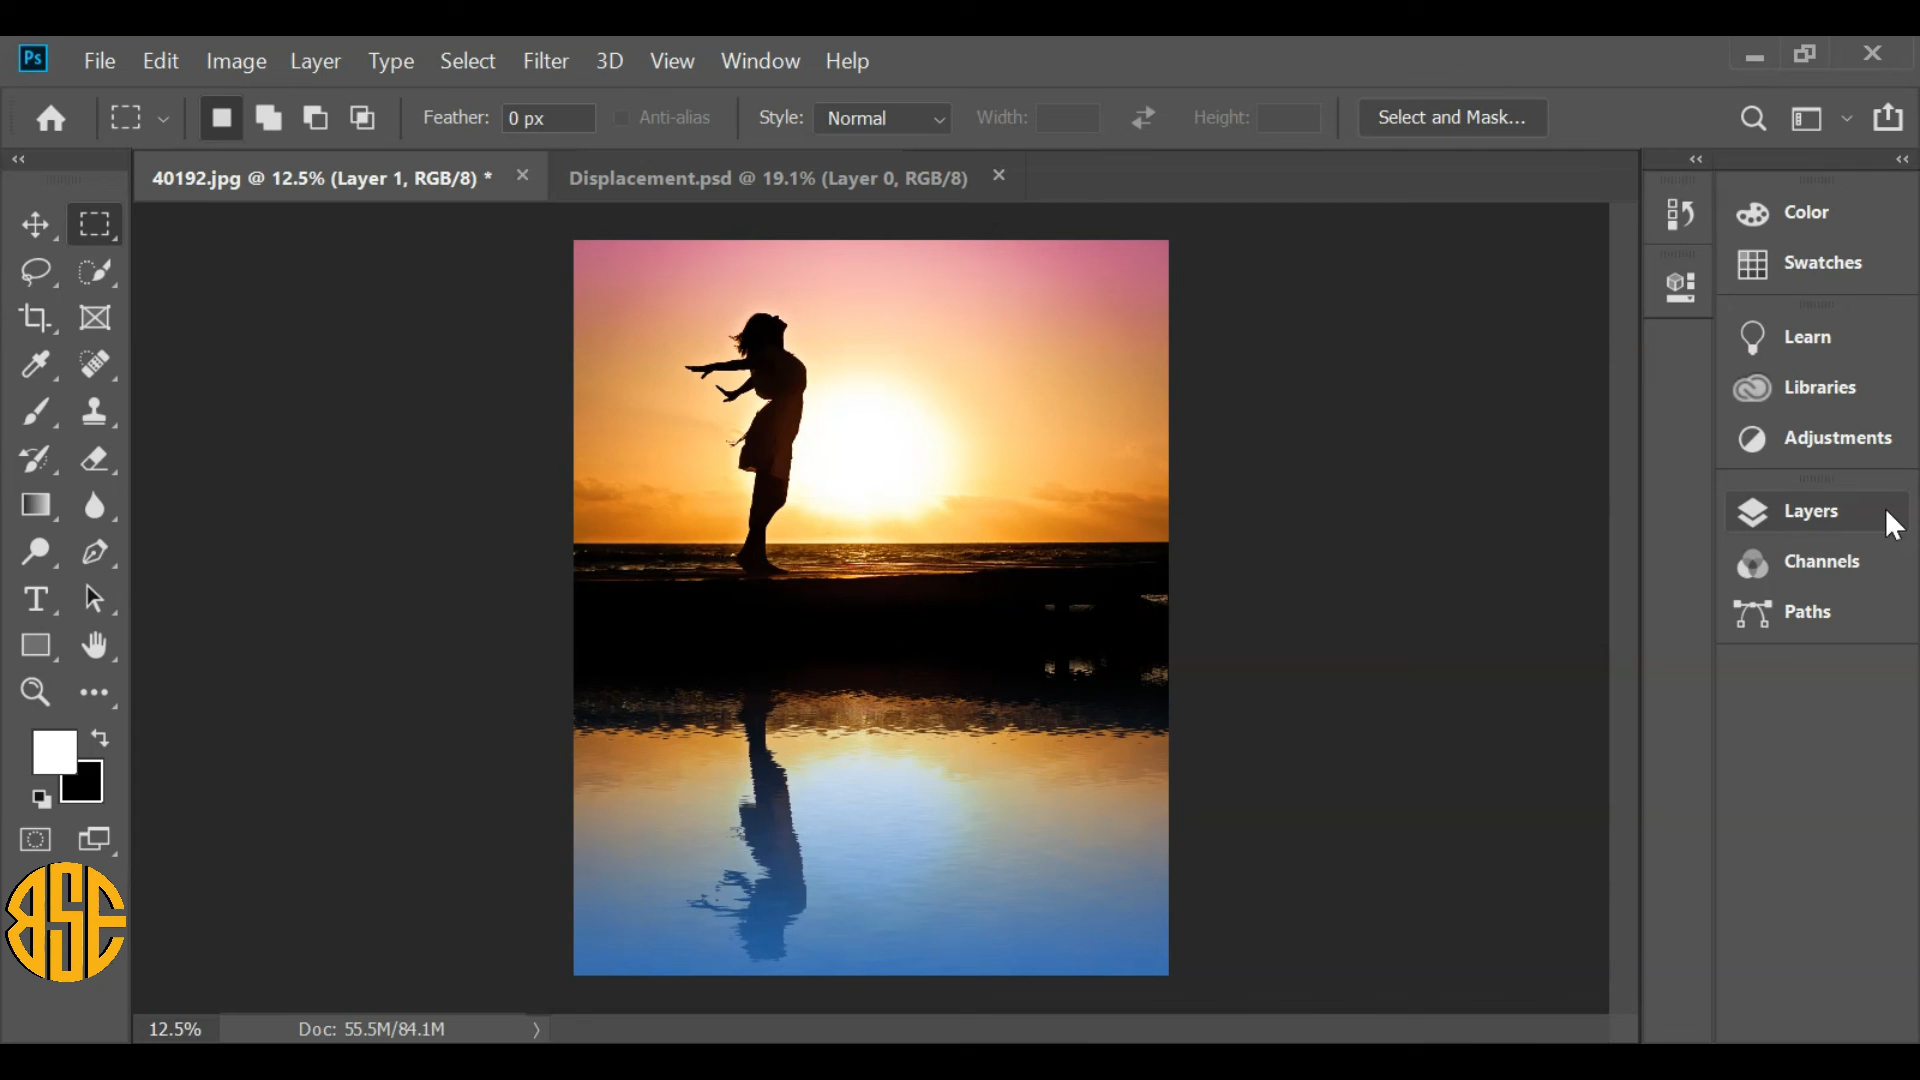 Ps File Edit Image Layer Type Select Filter 3D View Window Help
Feather: 0 px Anti-alias Style: Normal Width: Height: Select and Mask...
40192.jpg @ 12.5% (Layer 1, RGB/8) * Displacement.psd @ 19.1% (Layer 0, RGB/8)
Color
Swatches
Learn
Libraries
Adjustments
Layers
Channels
Paths
BSE
12.5% Doc: 55.5M/84.1M